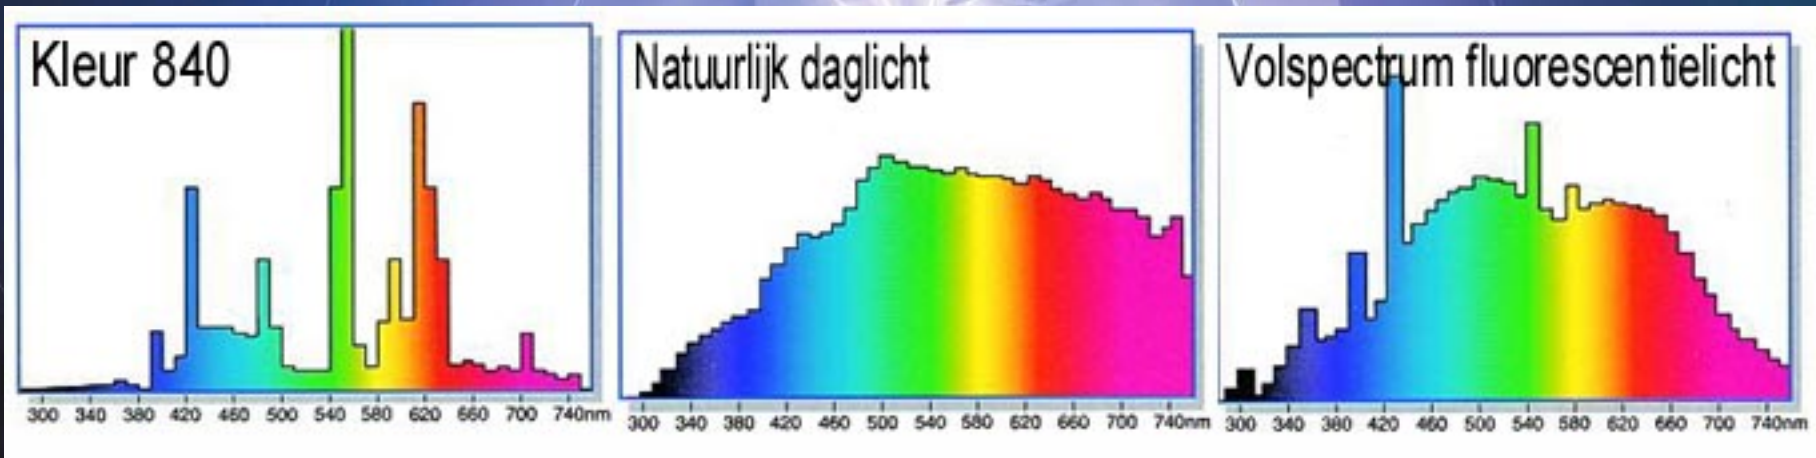 Kleur 840
300 340 380 420 460 500 540 580 620 660 700 740nm
Natuurlijk daglicht
300 340 380 420 460 500 540 580 620 660 700 740nm
Volspectrum fluorescentielicht
300 340 380 420 460 500 540 580 620 660 700 740nm